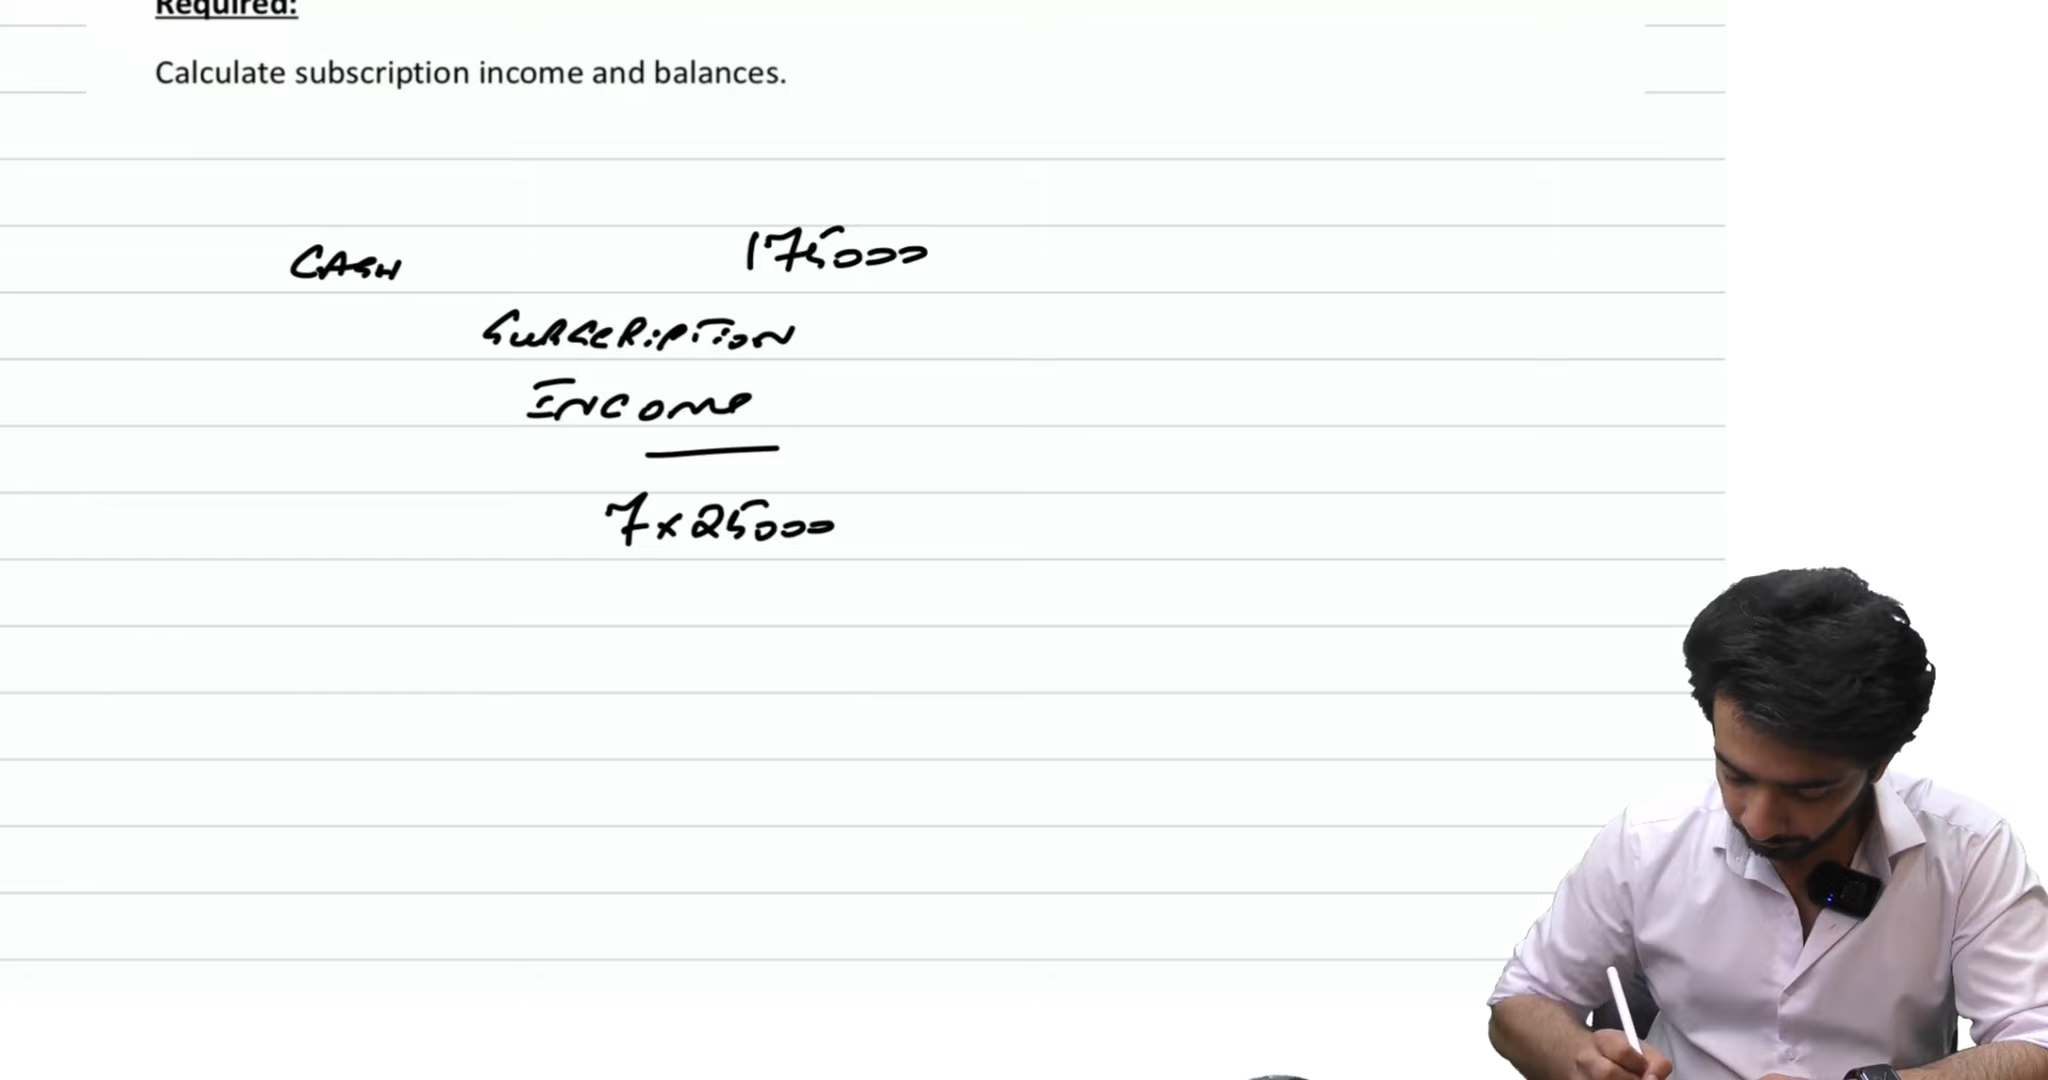 Required:
Calculate subscription income and balances.
CASH 175000
SUBSCRIPTION
INCOME
7 x 25000